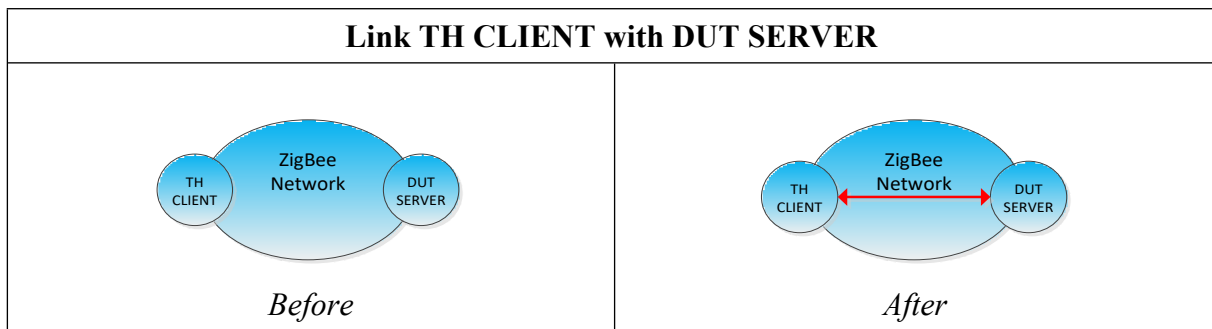 Link TH CLIENT with DUT SERVER
ZigBee
Network
TH
CLIENT
DUT
SERVER
Before
ZigBee
Network
TH
CLIENT
DUT
SERVER
After